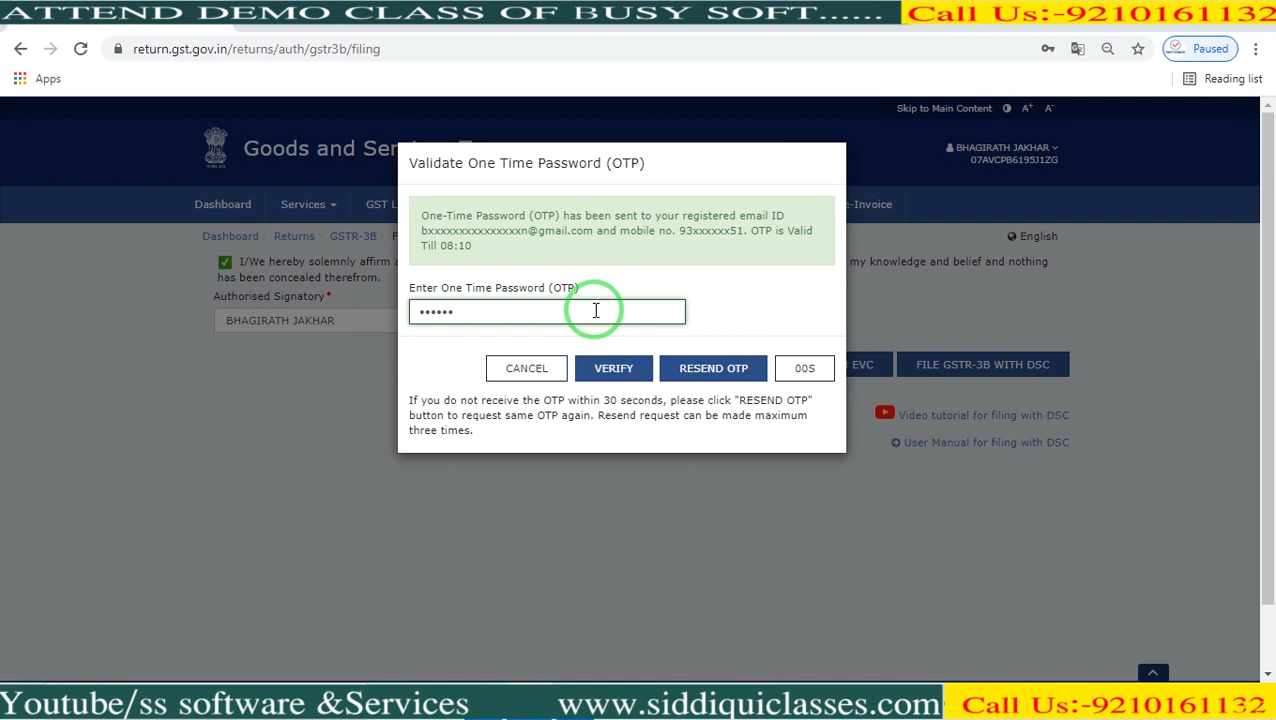 ATTEND DEMO CLASS OF BUSY SOFT...... Call Us:-9210161132
return.gst.gov.in/returns/auth/gstr3b/filing
Paused
Apps
Reading list
Skip to Main Content A+ A-
Goods and Ser
BHAGIRATH JAKHAR
07AVCPB6195J1ZG
Dashboard Services GST L e-Invoice
Dashboard Returns GSTR-3B F English
I/We hereby solemnly affirm a my knowledge and belief and nothing
has been concealed therefrom.
Authorised Signatory*
BHAGIRATH JAKHAR
EVC FILE GSTR-3B WITH DSC
Video tutorial for filing with DSC
User Manual for filing with DSC
Validate One Time Password (OTP)
One-Time Password (OTP) has been sent to your registered email ID
bxxxxxxxxxxxxxxxn@gmail.com and mobile no. 93xxxxxx51. OTP is Valid
Till 08:10
Enter One Time Password (OTP)
••••••
CANCEL VERIFY RESEND OTP 00S
If you do not receive the OTP within 30 seconds, please click "RESEND OTP"
button to request same OTP again. Resend request can be made maximum
three times.
Youtube/ss software &Services www.siddiquiclasses.com Call Us:-9210161132